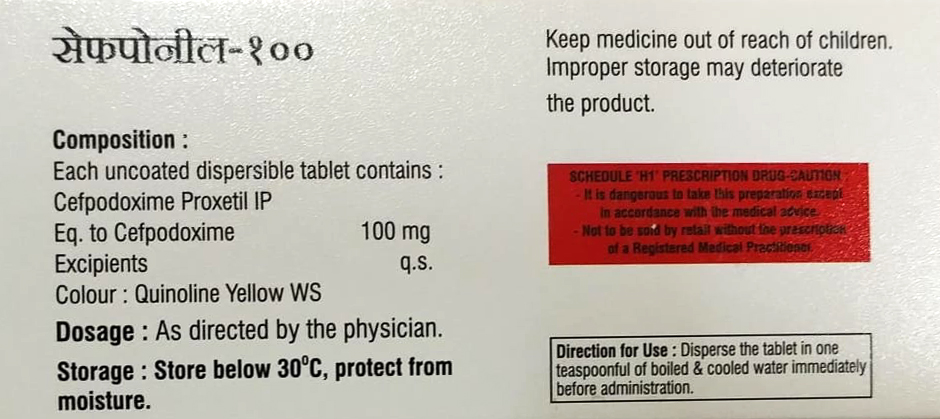 सेफपोनील-१००
Composition :
Each uncoated dispersible tablet contains :
Cefpodoxime Proxetil IP
Eq. to Cefpodoxime 100 mg
Excipients q.s.
Colour : Quinoline Yellow WS
Dosage : As directed by the physician.
Storage : Store below 30⁰C, protect from
moisture.
Keep medicine out of reach of children.
Improper storage may deteriorate
the product.
SCHEDULE 'H1' PRESCRIPTION DRUG-CAUTION
- It is dangerous to take this preparation except
in accordance with the medical advice.
- Not to be sold by retail without the prescription
of a Registered Medical Practitioner.
Direction for Use : Disperse the tablet in one
teaspoonful of boiled & cooled water immediately
before administration.